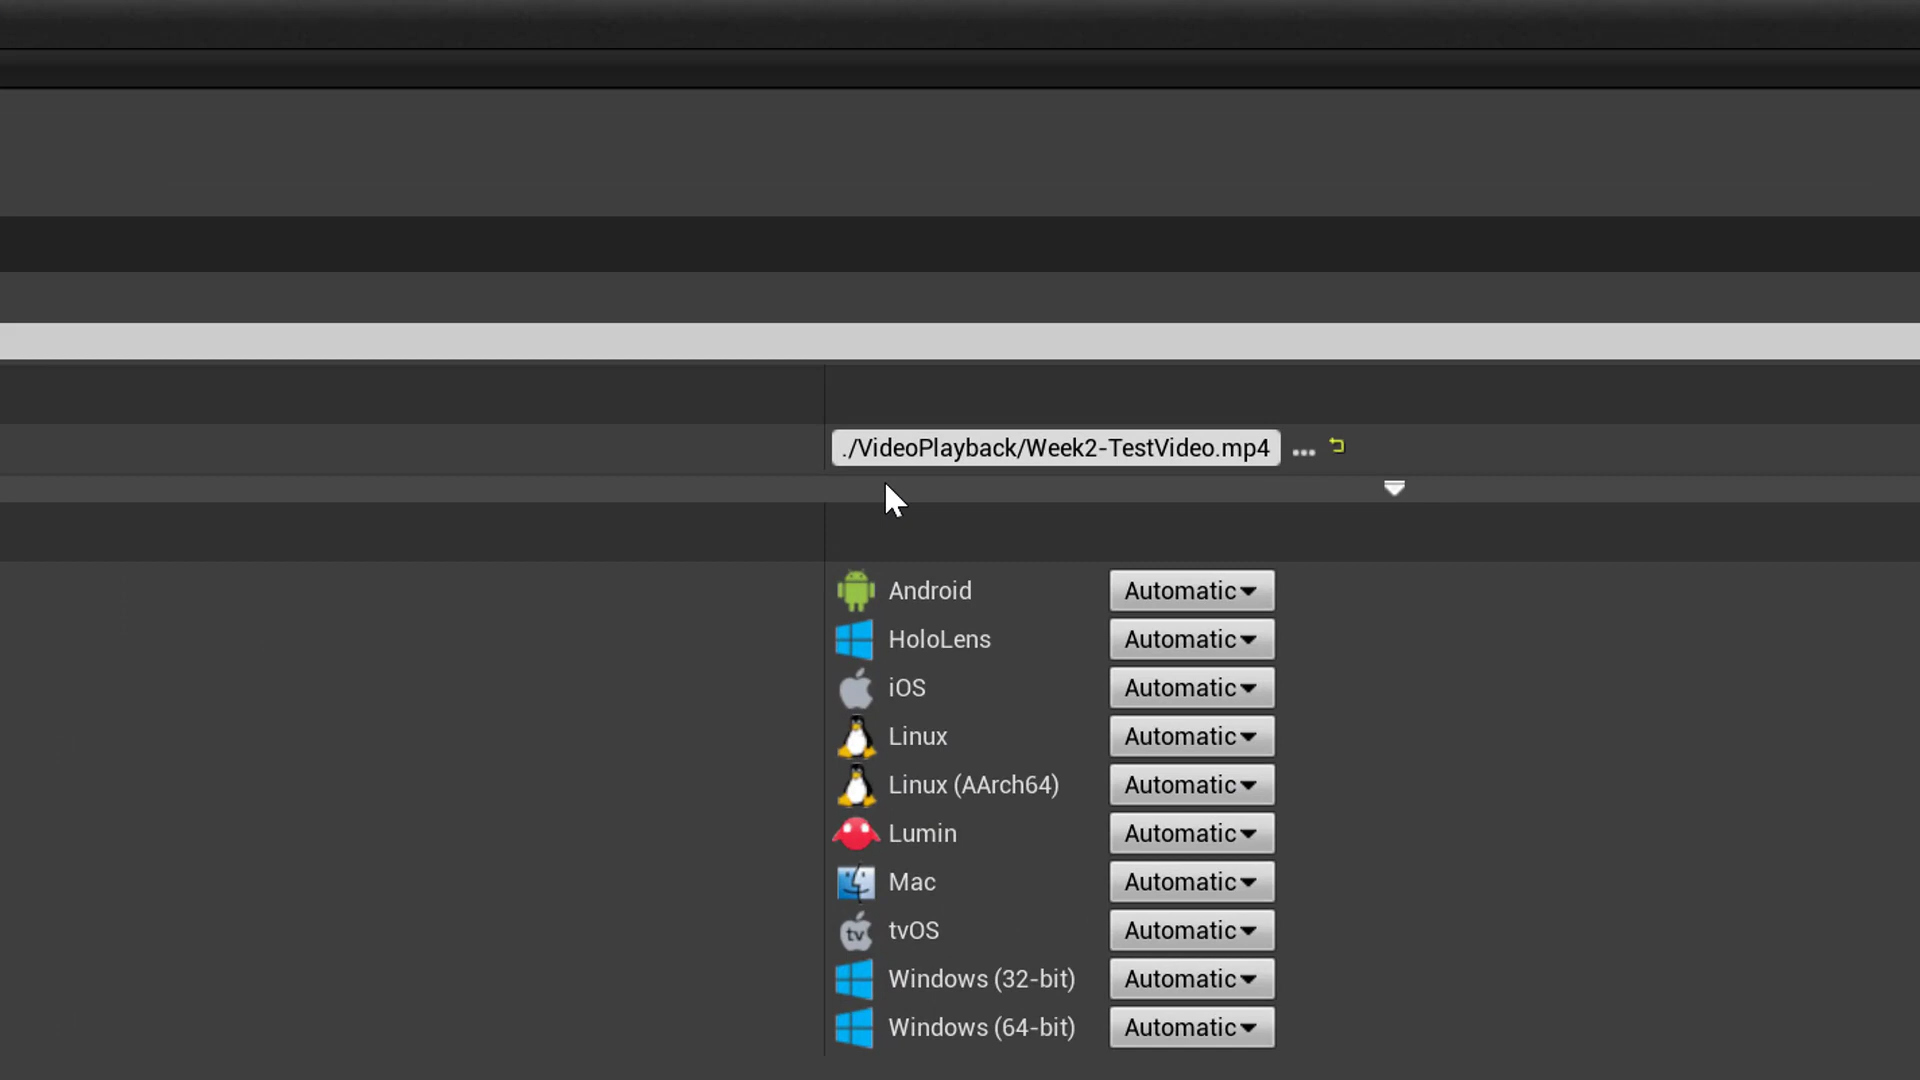 ./VideoPlayback/Week2-TestVideo.mp4 ...
Android Automatic
HoloLens Automatic
iOS Automatic
Linux Automatic
Linux (AArch64) Automatic
Lumin Automatic
Mac Automatic
tv tvOS Automatic
Windows (32-bit) Automatic
Windows (64-bit) Automatic